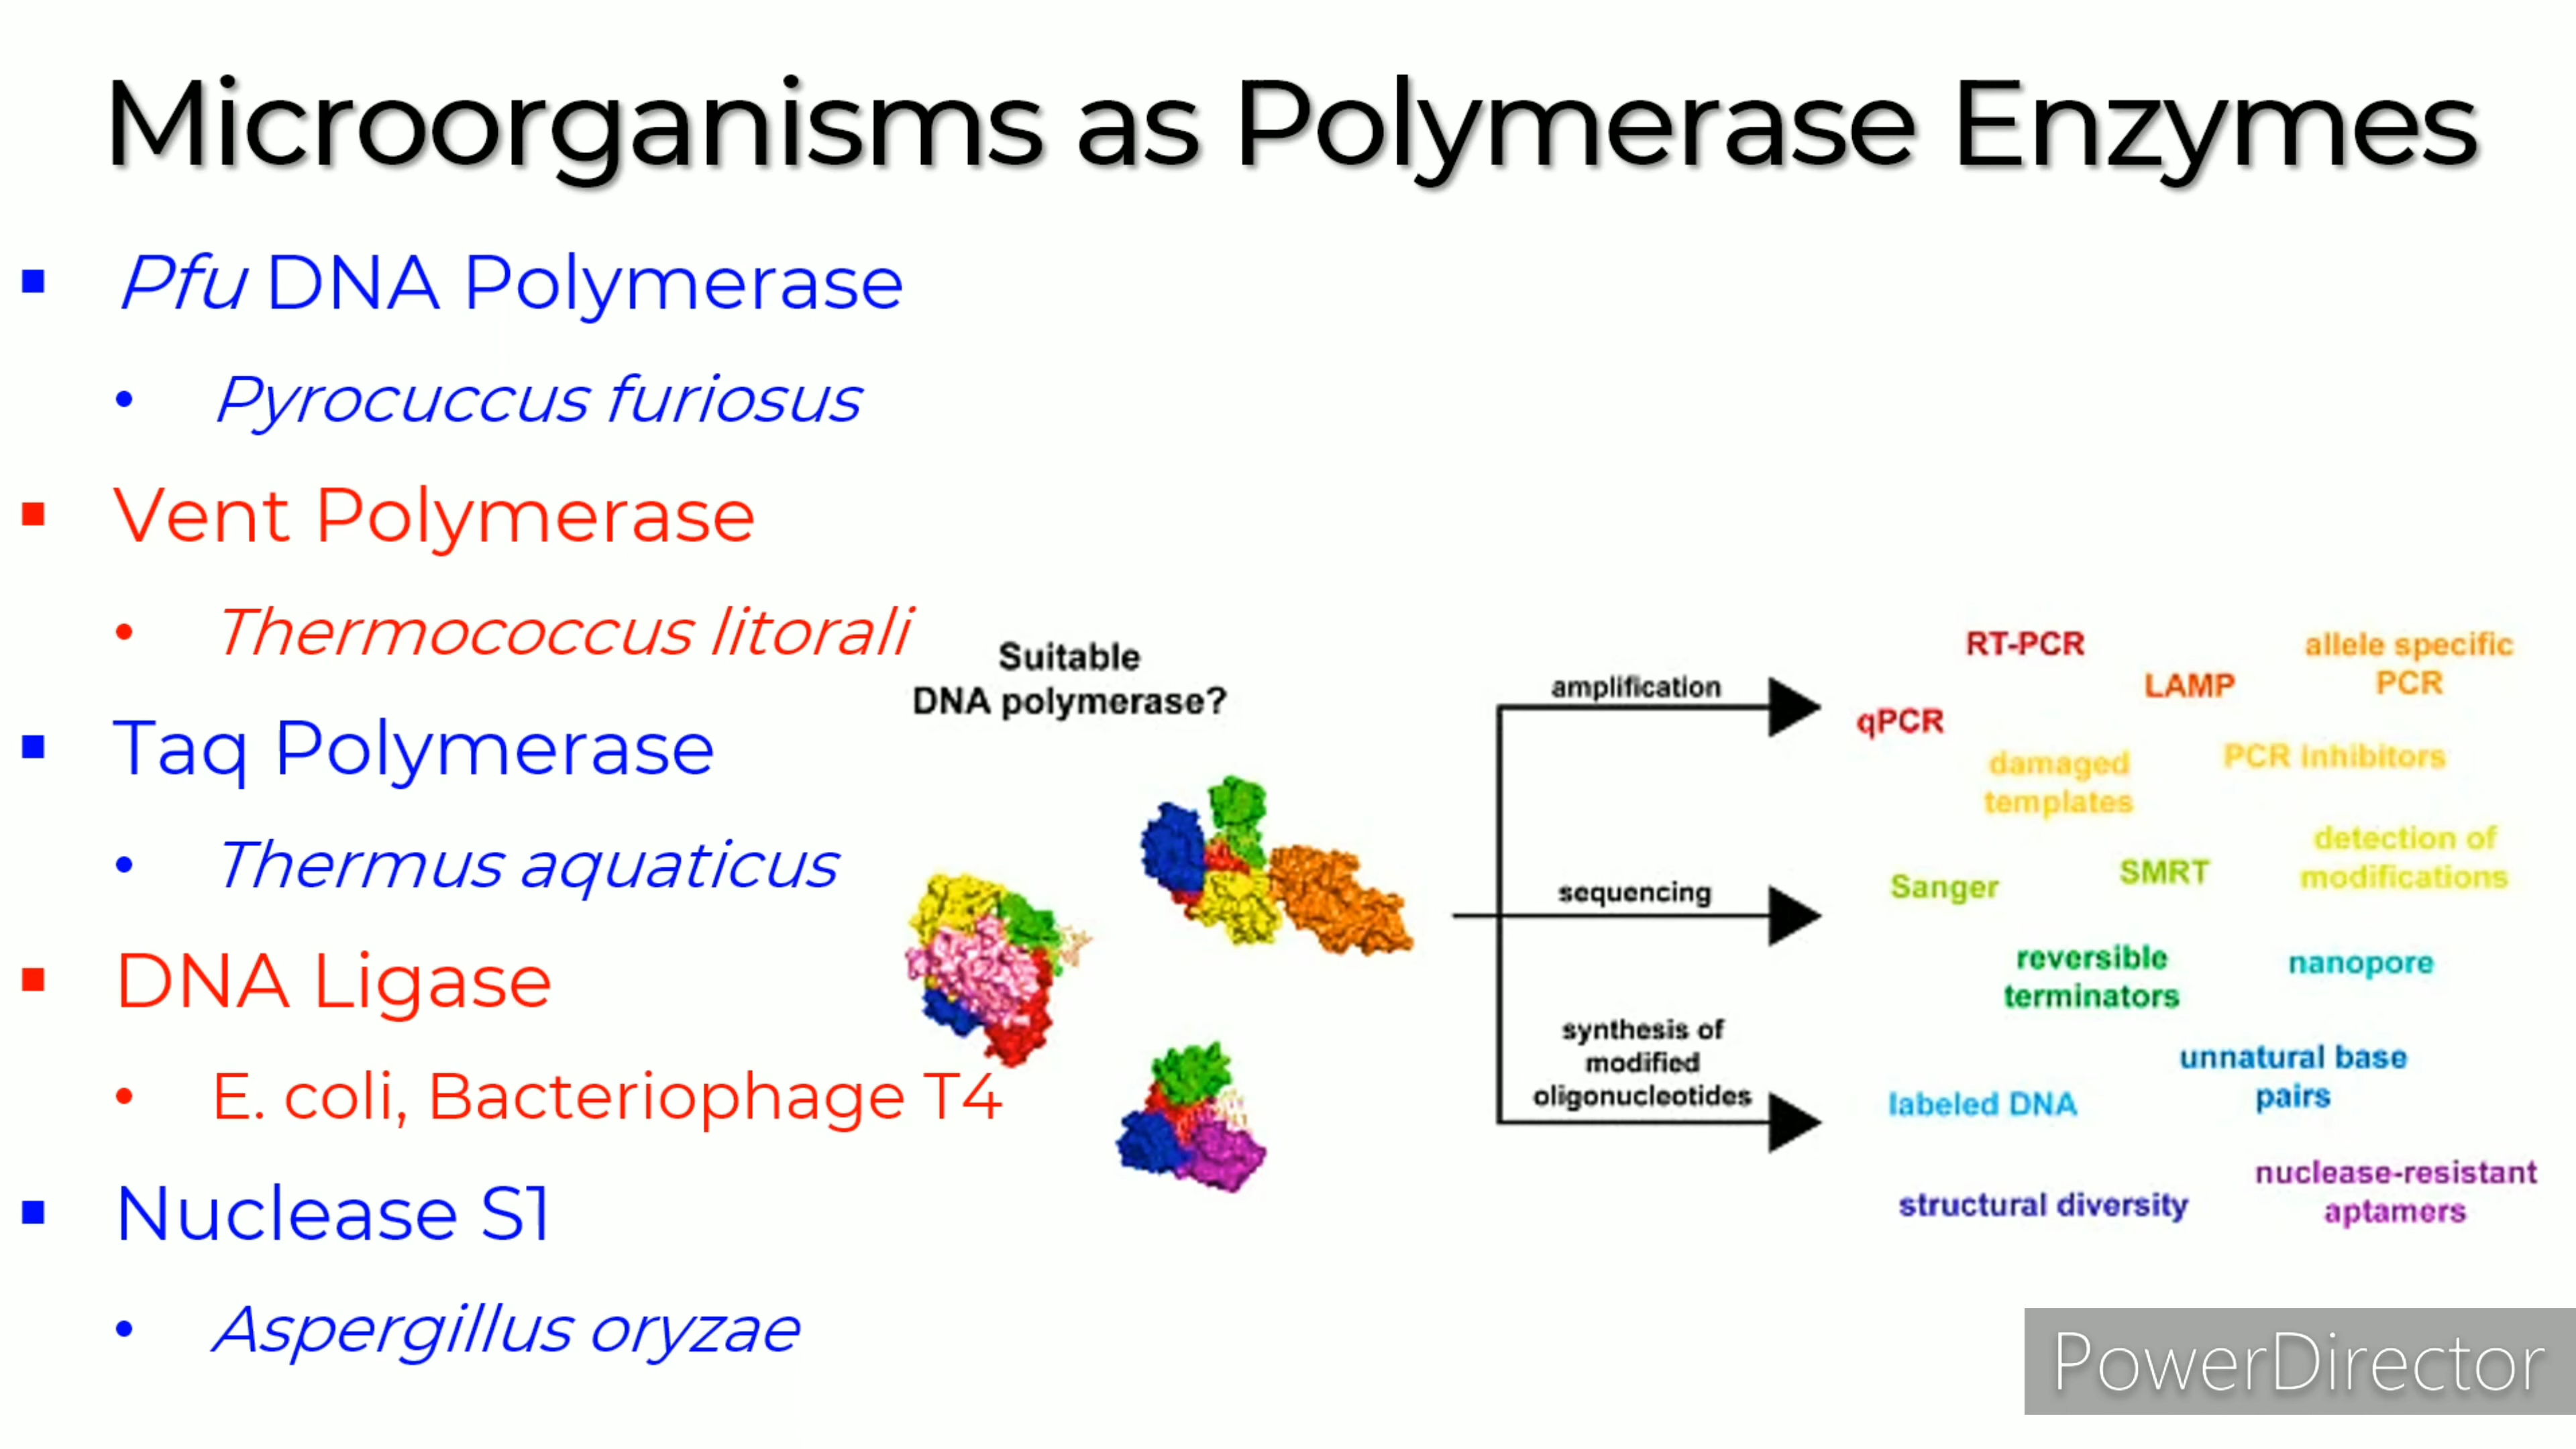 Microorganisms as Polymerase Enzymes
▪ Pfu DNA Polymerase
• Pyrocuccus furiosus
▪ Vent Polymerase
• Thermococcus litorali
▪ Taq Polymerase
• Thermus aquaticus
▪ DNA Ligase
• E. coli, Bacteriophage T4
▪ Nuclease S1
• Aspergillus oryzae
Suitable
DNA polymerase?
amplification
sequencing
synthesis of
modified
oligonucleotides
RT-PCR
allele specific
PCR
LAMP
qPCR
damaged
templates
PCR inhibitors
detection of
modifications
SMRT
Sanger
reversible
terminators
nanopore
unnatural base
pairs
labeled DNA
nuclease-resistant
aptamers
structural diversity
PowerDirector